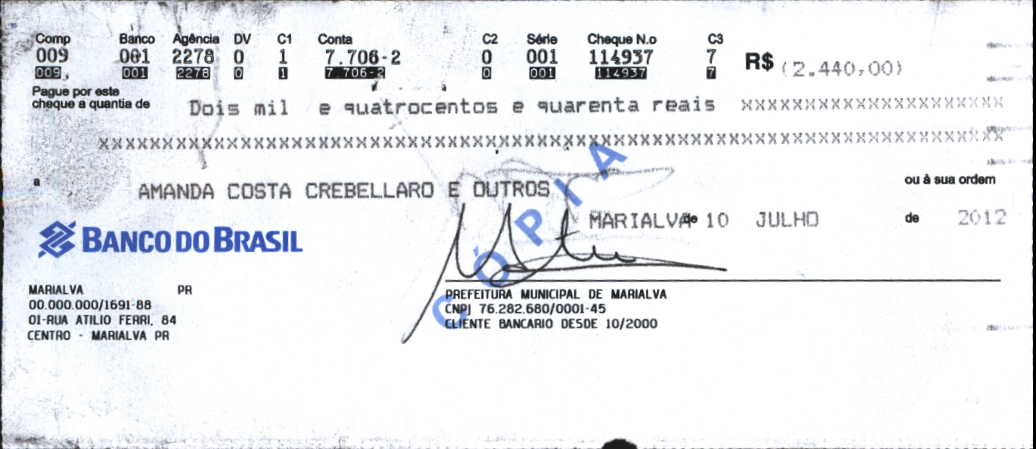 Comp Banco Agência DV C1 Conta C2 Série Cheque N.o C3
009 001 2278 0 1 7.706-2 0 001 114937 7 R$ (2.440,00)
009, 001 2278 0 1 7 706-2 0 001 114937 7
Pague por este
cheque a quantia de Dois mil e quatrocentos e quarenta reais xxxxxxxxxxxxxxxxxxxxxx
xxxxxxxxxxxxxxxxxxxxxxxxxxxxxxxxxxxxxxxxxxxxxxxxxxxxxxxxxxxxxxxxxxxxxxxx
a AMANDA COSTA CREBELLARO E OUTROS ou à sua ordem
MARIALVA de 10 JULHO de 2012
CÓPIA
BANCO DO BRASIL
MARIALVA PR
00.000.000/1691-88
01-RUA ATILIO FERRI, 84
CENTRO - MARIALVA PR
PREFEITURA MUNICIPAL DE MARIALVA
CNPJ 76.282.680/0001-45
CLIENTE BANCARIO DESDE 10/2000